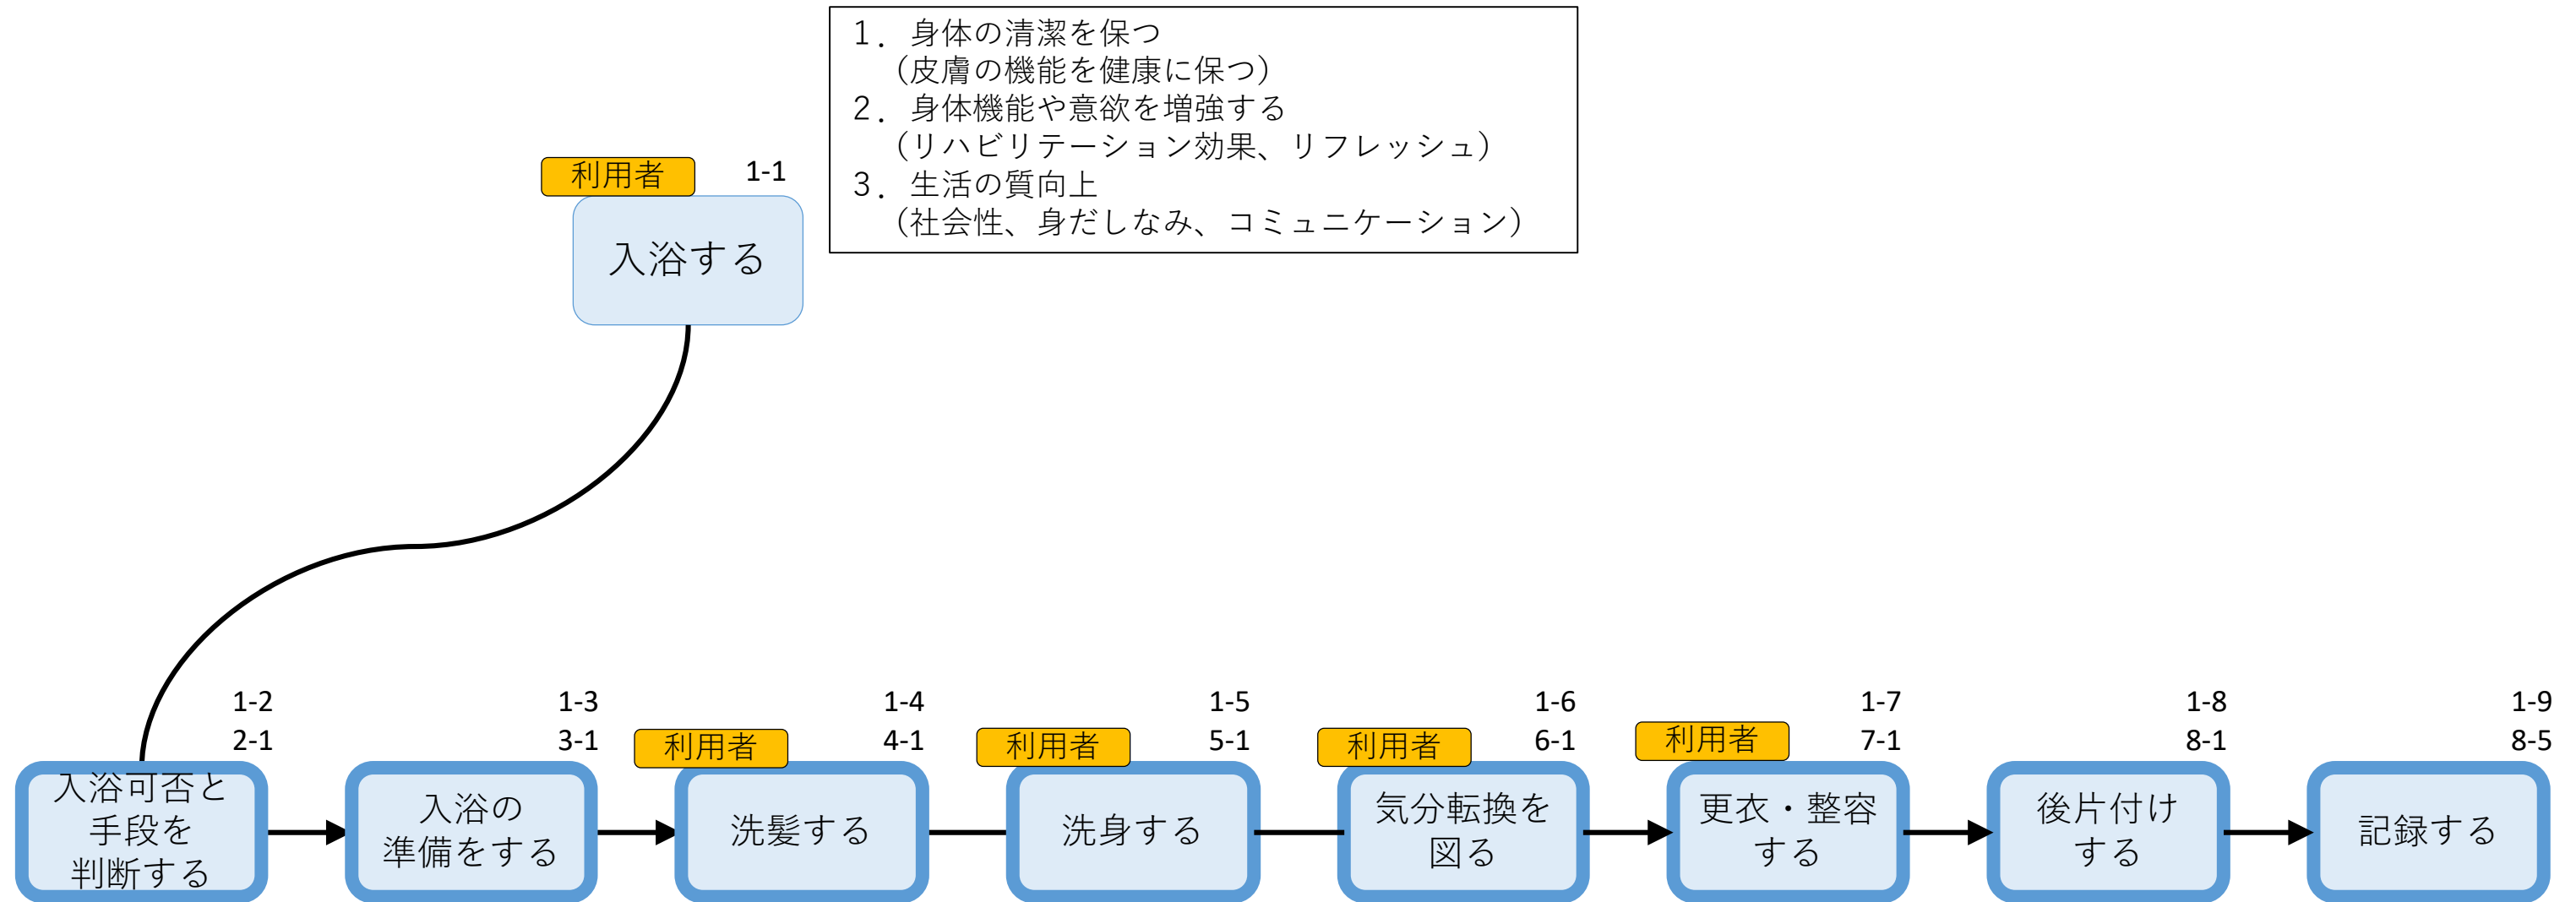 1．身体の清潔を保つ
（皮膚の機能を健康に保つ）
2．身体機能や意欲を増強する
（リハビリテーション効果、リフレッシュ）
3．生活の質向上
（社会性、身だしなみ、コミュニケーション）
利用者
1-1
入浴する
1-2
2-1
入浴可否と
手段を
判断する
1-3
3-1
入浴の
準備をする
1-4
4-1
利用者
洗髪する
1-5
5-1
利用者
洗身する
1-6
6-1
利用者
気分転換を
図る
1-7
7-1
利用者
更衣・整容
する
1-8
8-1
後片付け
する
1-9
8-5
記録する